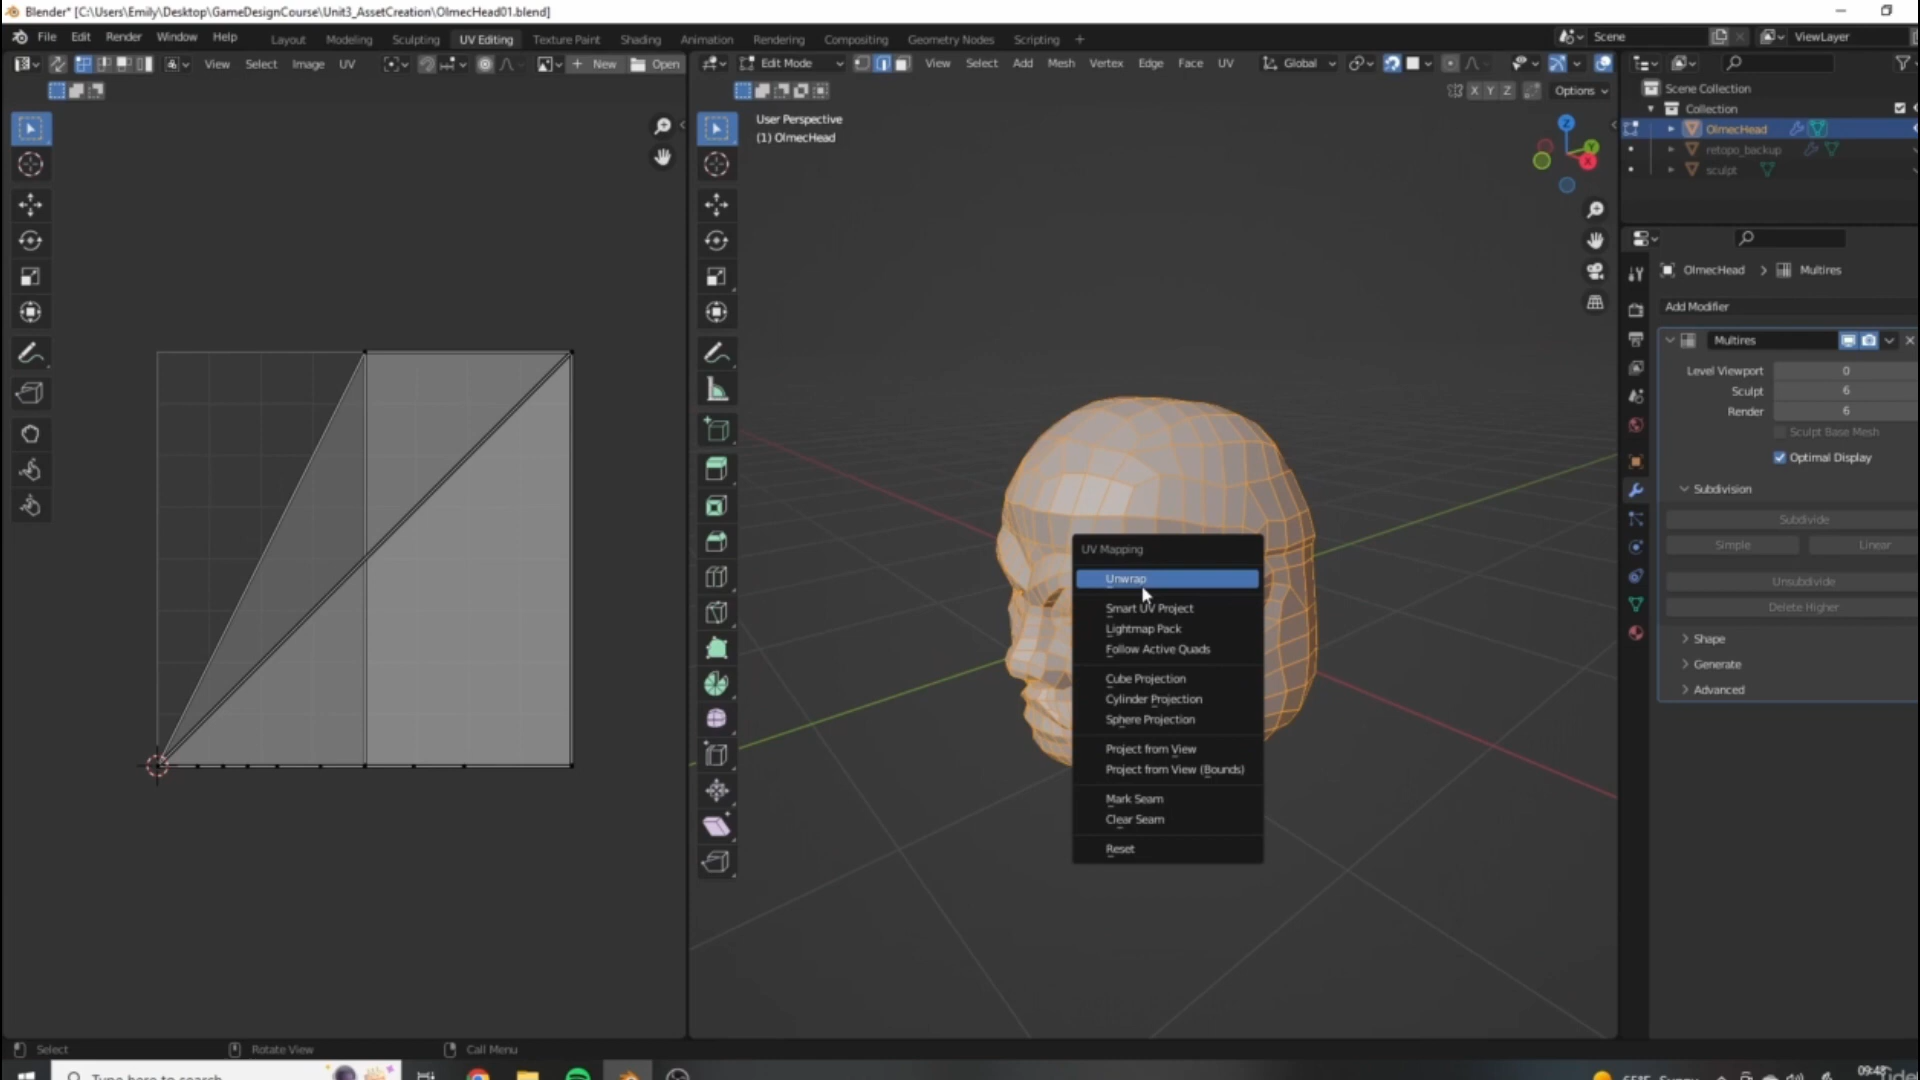 Blender* [C:\Users\Emily\Desktop\GameDesignCourse\Unit3_AssetCreation\OlmecHead01.blend]
File Edit Render Window Help Layout Modeling Sculpting UV Editing Texture Paint Shading Animation Rendering Compositing Geometry Nodes Scripting + Scene ViewLayer
View Select Image UV New Open Edit Mode View Select Add Mesh Vertex Edge Face UV Global
X Y Z Options
Scene Collection
Collection
OlmecHead
retopo_backup
sculpt
User Perspective
(1) OlmecHead
OlmecHead > Multires
Add Modifier
Multires
Level Viewport 0
Sculpt 6
Render 6
Sculpt Base Mesh
Optimal Display
Subdivision
Subdivide
Simple Linear
Unsubdivide
Delete Higher
Shape
Generate
Advanced
UV Mapping
Unwrap
Smart UV Project
Lightmap Pack
Follow Active Quads
Cube Projection
Cylinder Projection
Sphere Projection
Project from View
Project from View (Bounds)
Mark Seam
Clear Seam
Reset
Select Rotate View Call Menu
Type here to search
09:48